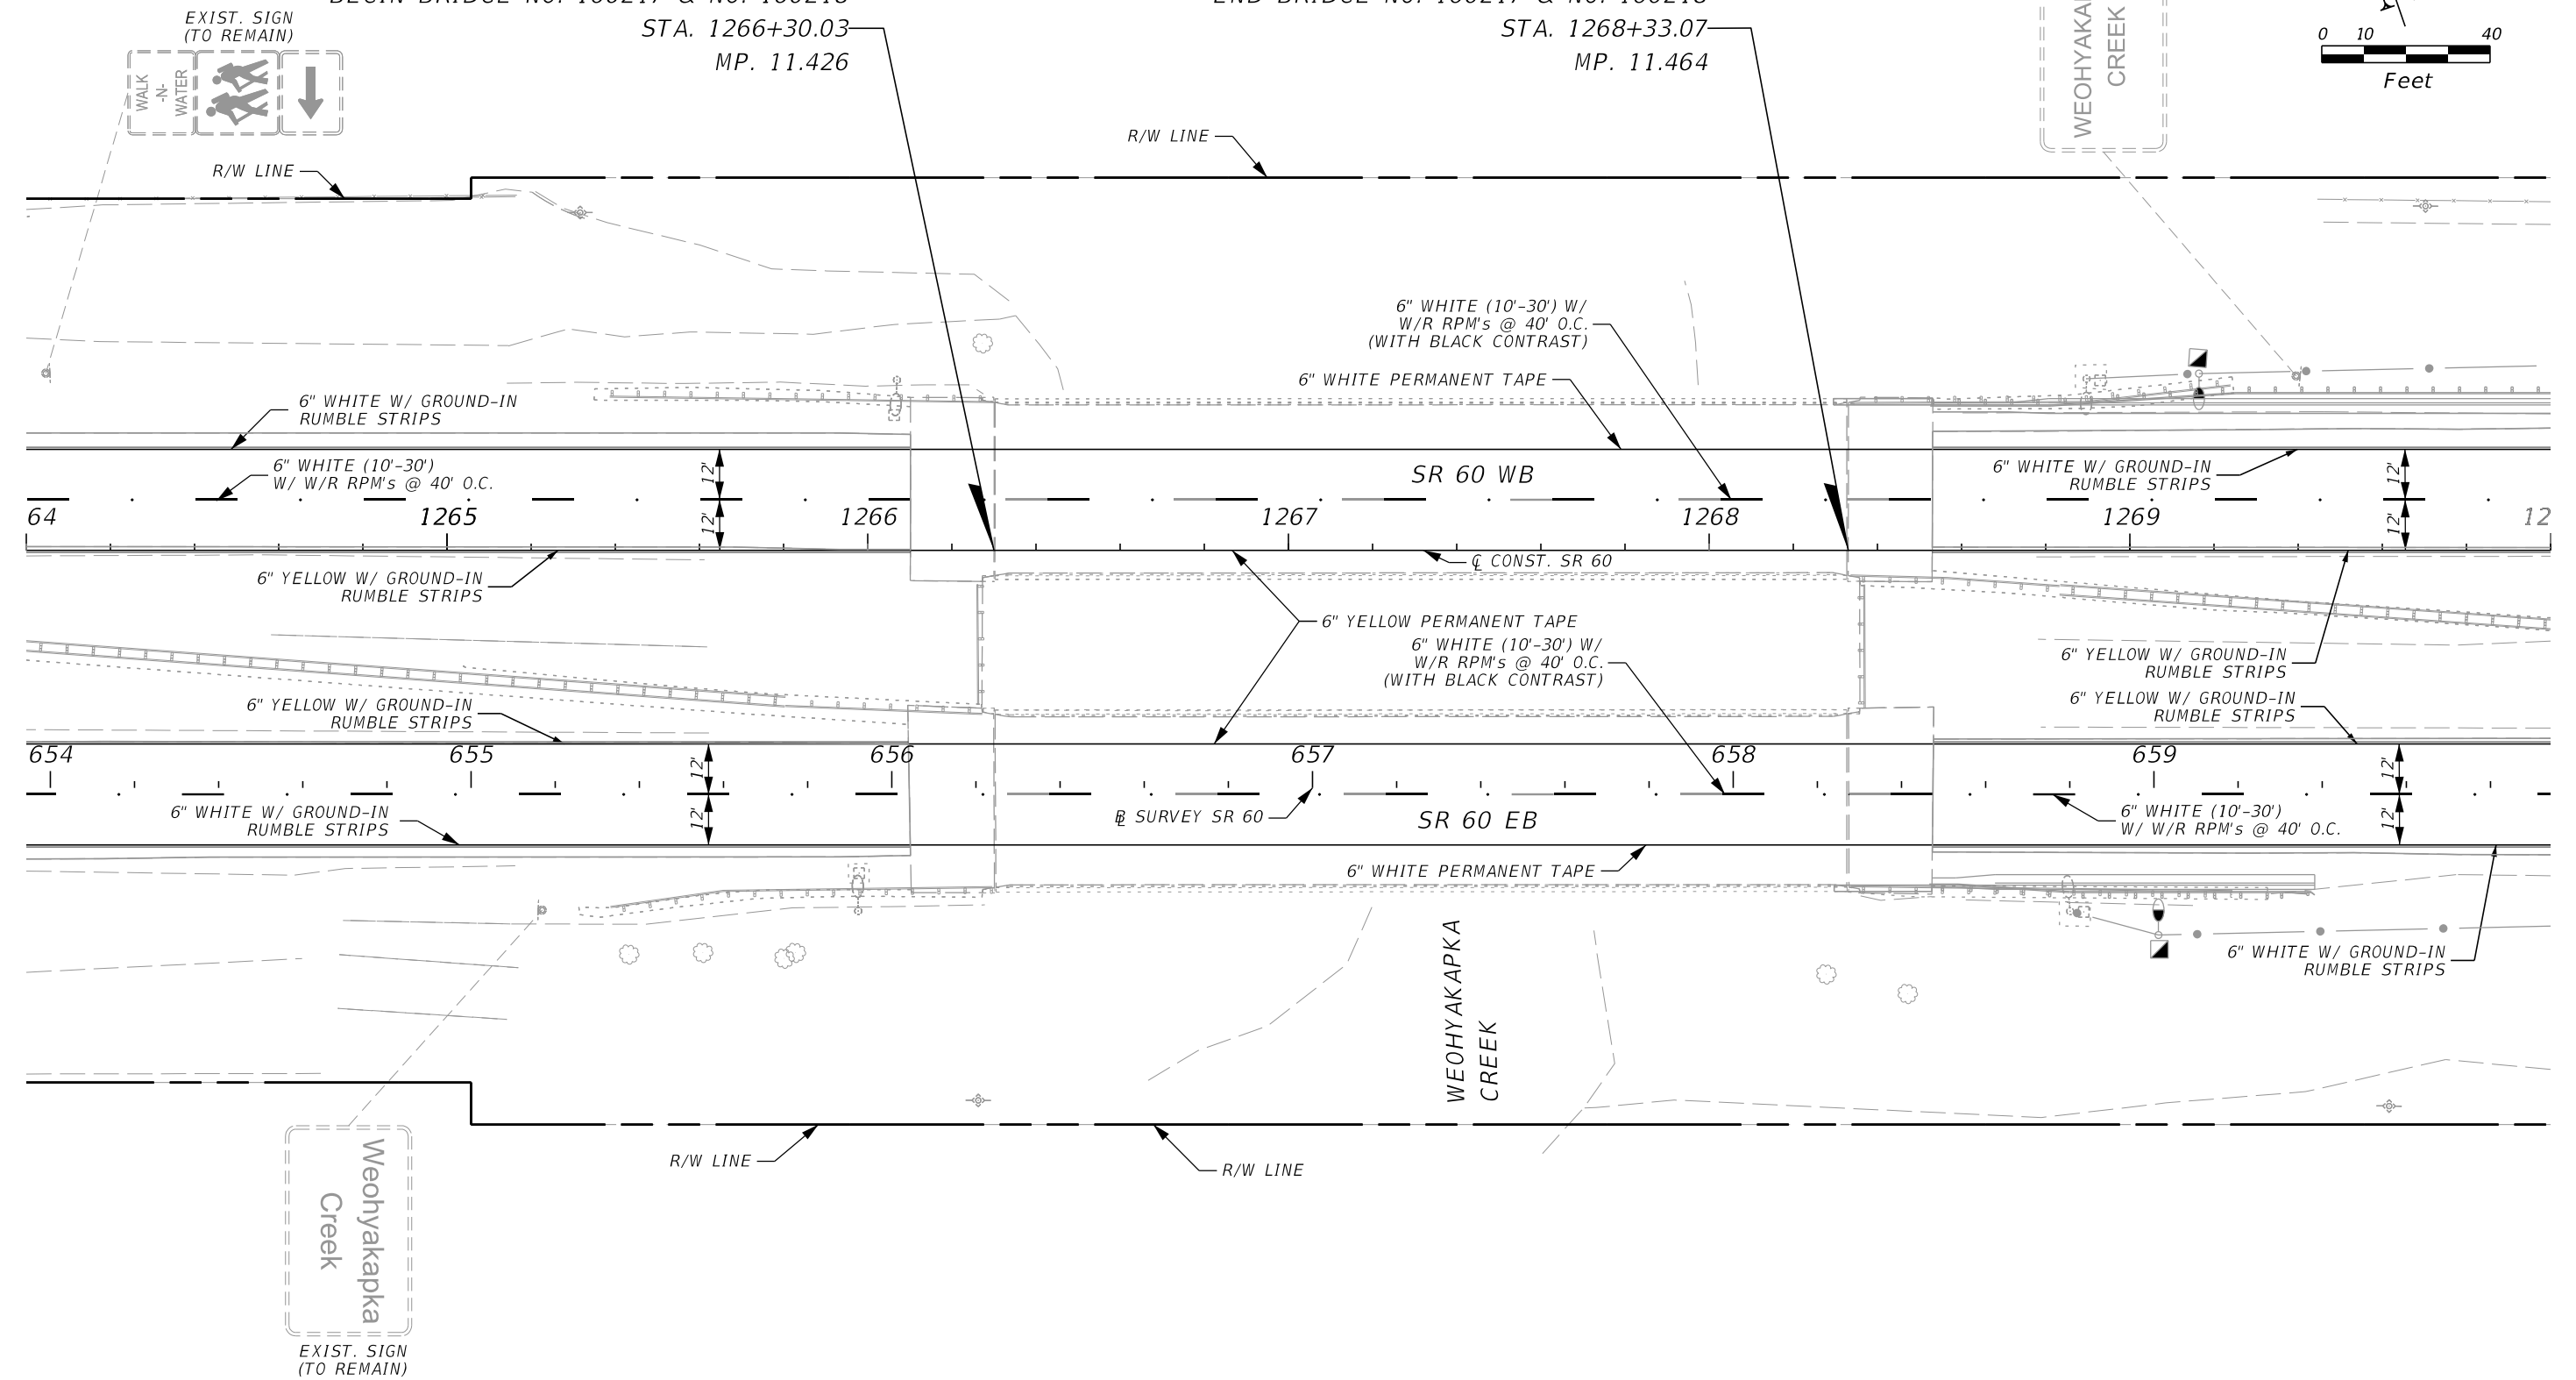 EXIST. SIGN
(TO REMAIN)
WALK
-N-
WATER
STA. 1266+30.03
MP. 11.426
STA. 1268+33.07
MP. 11.464
CREEK
0 10 40
Feet
R/W LINE
R/W LINE
6" WHITE (10'-30') W/
W/R RPM's @ 40' O.C.
(WITH BLACK CONTRAST)
6" WHITE PERMANENT TAPE
6" WHITE W/ GROUND-IN
RUMBLE STRIPS
6" WHITE (10'-30')
W/ W/R RPM's @ 40' O.C.
12'
12'
SR 60 WB
6" WHITE W/ GROUND-IN
RUMBLE STRIPS
12'
12'
64 1265 1266 1267 1268 1269 12
℄ CONST. SR 60
6" YELLOW W/ GROUND-IN
RUMBLE STRIPS
6" YELLOW PERMANENT TAPE
6" WHITE (10'-30') W/
W/R RPM's @ 40' O.C.
(WITH BLACK CONTRAST)
6" YELLOW W/ GROUND-IN
RUMBLE STRIPS
6" YELLOW W/ GROUND-IN
RUMBLE STRIPS
6" YELLOW W/ GROUND-IN
RUMBLE STRIPS
654 655 656 657 658 659
12'
12'
12'
12'
6" WHITE W/ GROUND-IN
RUMBLE STRIPS
BL SURVEY SR 60
SR 60 EB
6" WHITE (10'-30')
W/ W/R RPM's @ 40' O.C.
6" WHITE PERMANENT TAPE
WEOHYAKAPKA
CREEK
6" WHITE W/ GROUND-IN
RUMBLE STRIPS
R/W LINE
R/W LINE
Weohyakapka
Creek
EXIST. SIGN
(TO REMAIN)